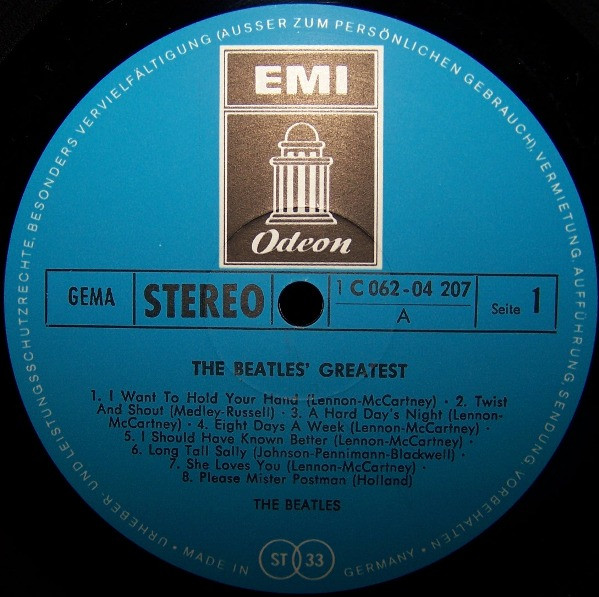 EMI
Odeon
GEMA
STEREO
1 C 062-04 207
A
Seite 1
THE BEATLES' GREATEST
1. I Want To Hold Your Hand (Lennon-McCartney) · 2. Twist
And Shout (Medley-Russell) · 3. A Hard Day's Night (Lennon-
McCartney) · 4. Eight Days A Week (Lennon-McCartney) ·
5. I Should Have Known Better (Lennon-McCartney) ·
6. Long Tall Sally (Johnson-Pennimann-Blackwell) ·
7. She Loves You (Lennon-McCartney) ·
8. Please Mister Postman (Holland)
THE BEATLES
URHEBER- UND LEISTUNGSSCHUTZRECHTE, BESONDERS VERVIELFÄLTIGUNG (AUSSER ZUM PERSÖNLICHEN GEBRAUCH), VERMIETUNG, AUFFÜHRUNG, SENDUNG, VORBEHALTEN ·
· MADE IN GERMANY ·
ST 33